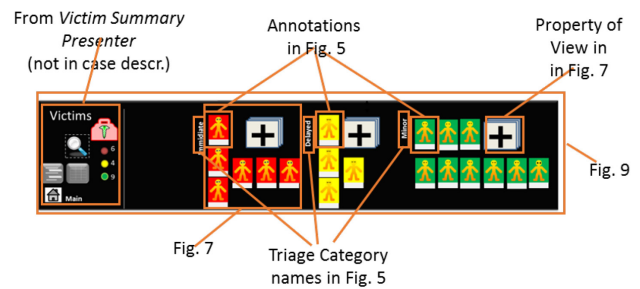 From Victim Summary
Presenter
(not in case descr.)
Annotations
in Fig. 5
Property of
View in
in Fig. 7
Victims
6
4
9
Main
Immidiate
Delayed
Minor
Fig. 9
Fig. 7
Triage Category
names in Fig. 5